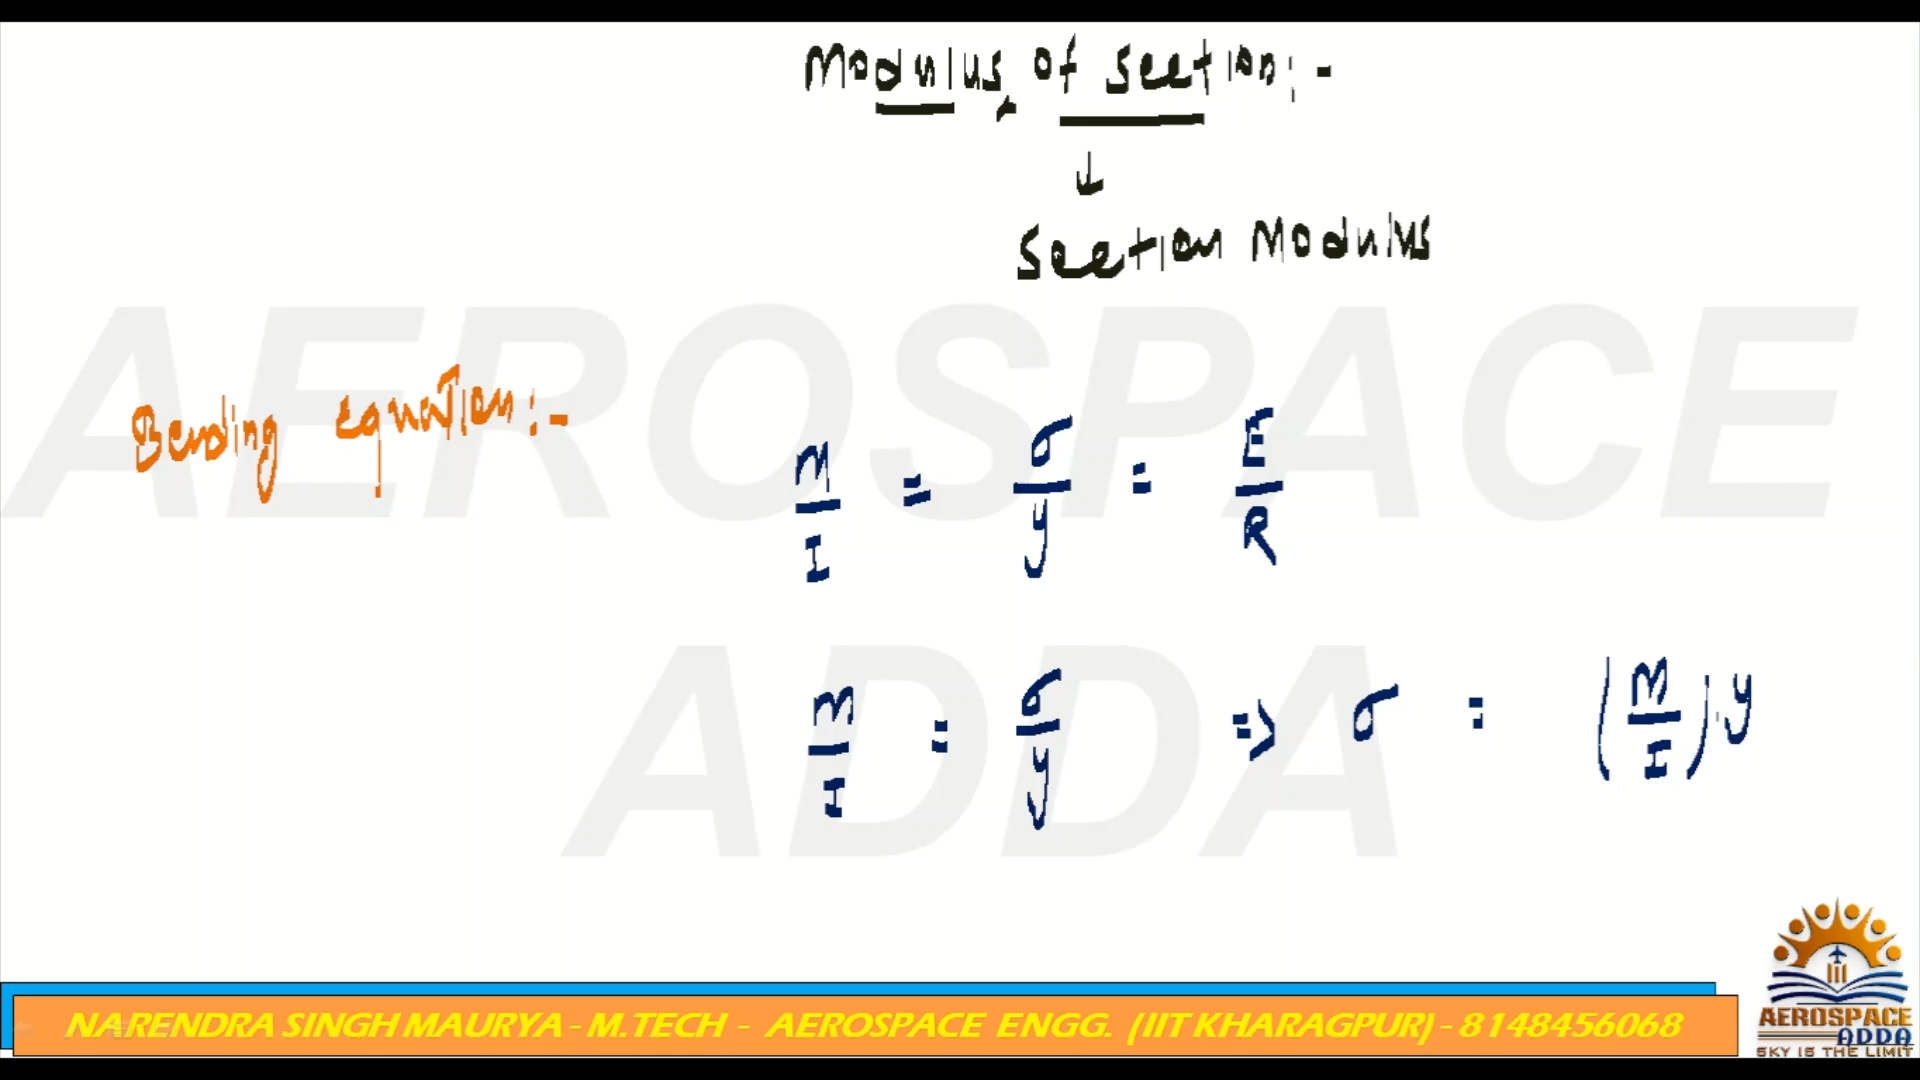 Modulus of section:-
↓
Section Modulus
Bending Equation:-
M/I = σ/y = E/R
M/I = σ/y => σ = (M/I).y
AEROSPACE
ADDA
NARENDRA SINGH MAURYA - M.TECH - AEROSPACE ENGG. (IIT KHARAGPUR) - 8148456068
AEROSPACE
ADDA
SKY IS THE LIMIT